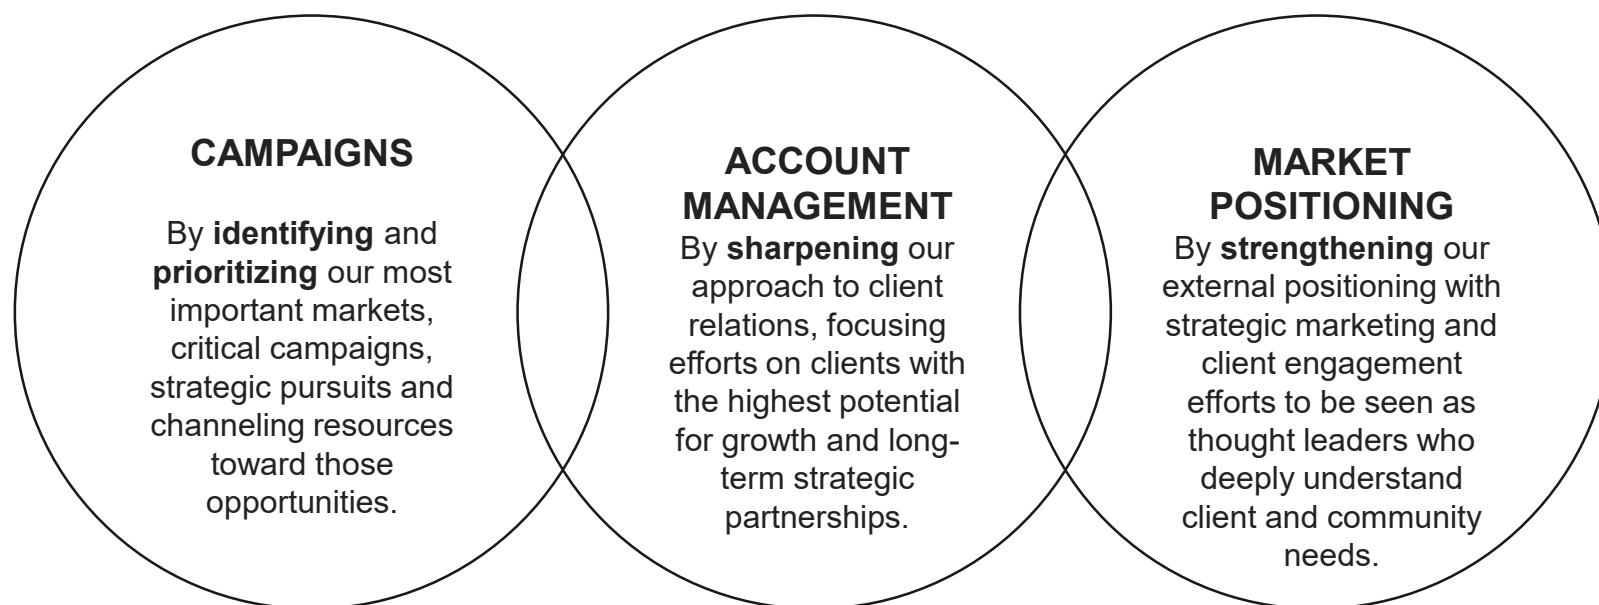 CAMPAIGNS
By identifying and
prioritizing our most
important markets,
critical campaigns,
strategic pursuits and
channeling resources
toward those
opportunities.
ACCOUNT
MANAGEMENT
By sharpening our
approach to client
relations, focusing
efforts on clients with
the highest potential
for growth and long-
term strategic
partnerships.
MARKET
POSITIONING
By strengthening our
external positioning with
strategic marketing and
client engagement
efforts to be seen as
thought leaders who
deeply understand
client and community
needs.